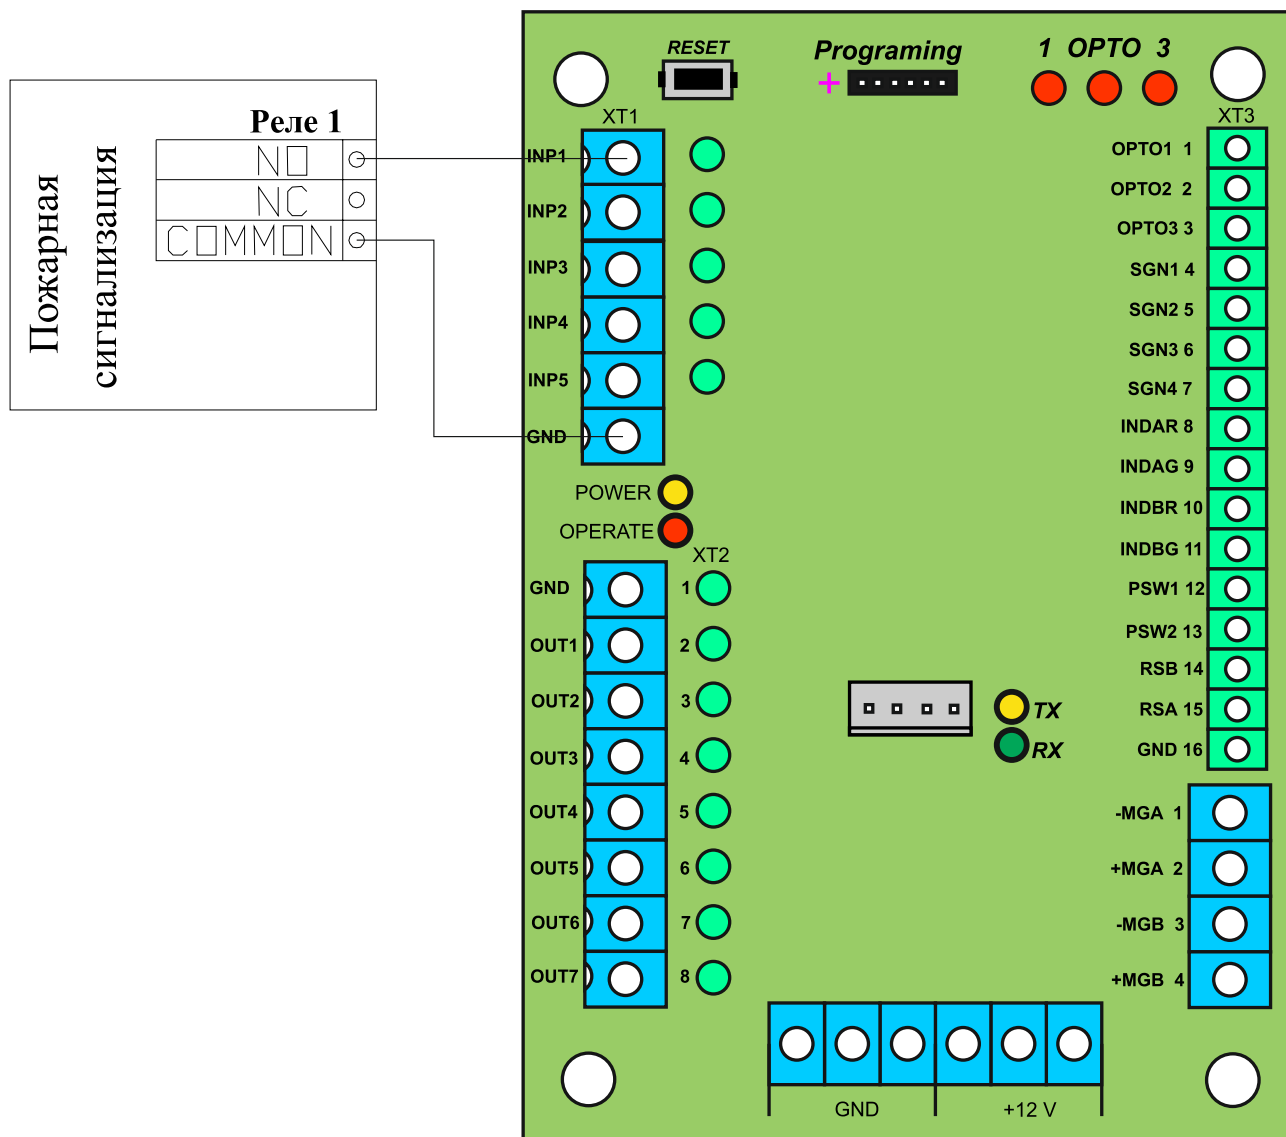 RESET
Programing
1 OPTO 3
+
Реле 1
NO
NC
COMMON
Пожарная
сигнализация
XT1
INP1
INP2
INP3
INP4
INP5
GND
POWER
OPERATE
XT2
GND 1
OUT1 2
OUT2 3
OUT3 4
OUT4 5
OUT5 6
OUT6 7
OUT7 8
TX
RX
XT3
OPTO1 1
OPTO2 2
OPTO3 3
SGN1 4
SGN2 5
SGN3 6
SGN4 7
INDAR 8
INDAG 9
INDBR 10
INDBG 11
PSW1 12
PSW2 13
RSB 14
RSA 15
GND 16
-MGA 1
+MGA 2
-MGB 3
+MGB 4
GND
+12 V